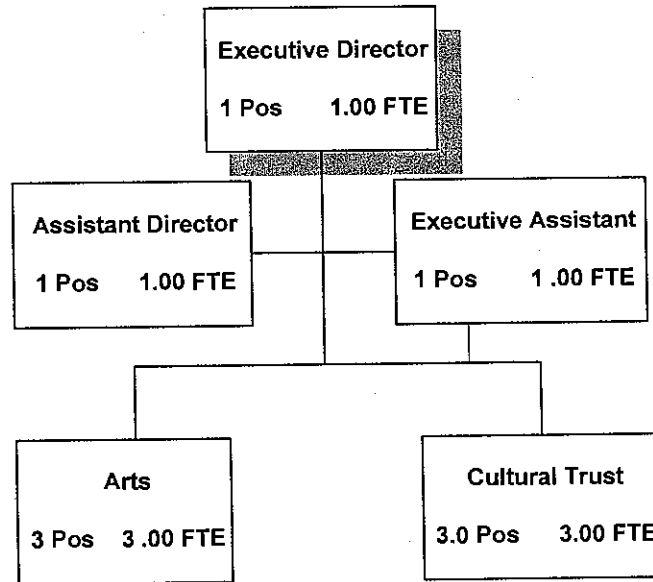 Executive Director
1 Pos 1.00 FTE
Assistant Director
1 Pos 1.00 FTE
Executive Assistant
1 Pos 1 .00 FTE
Arts
3 Pos 3 .00 FTE
Cultural Trust
3.0 Pos 3.00 FTE